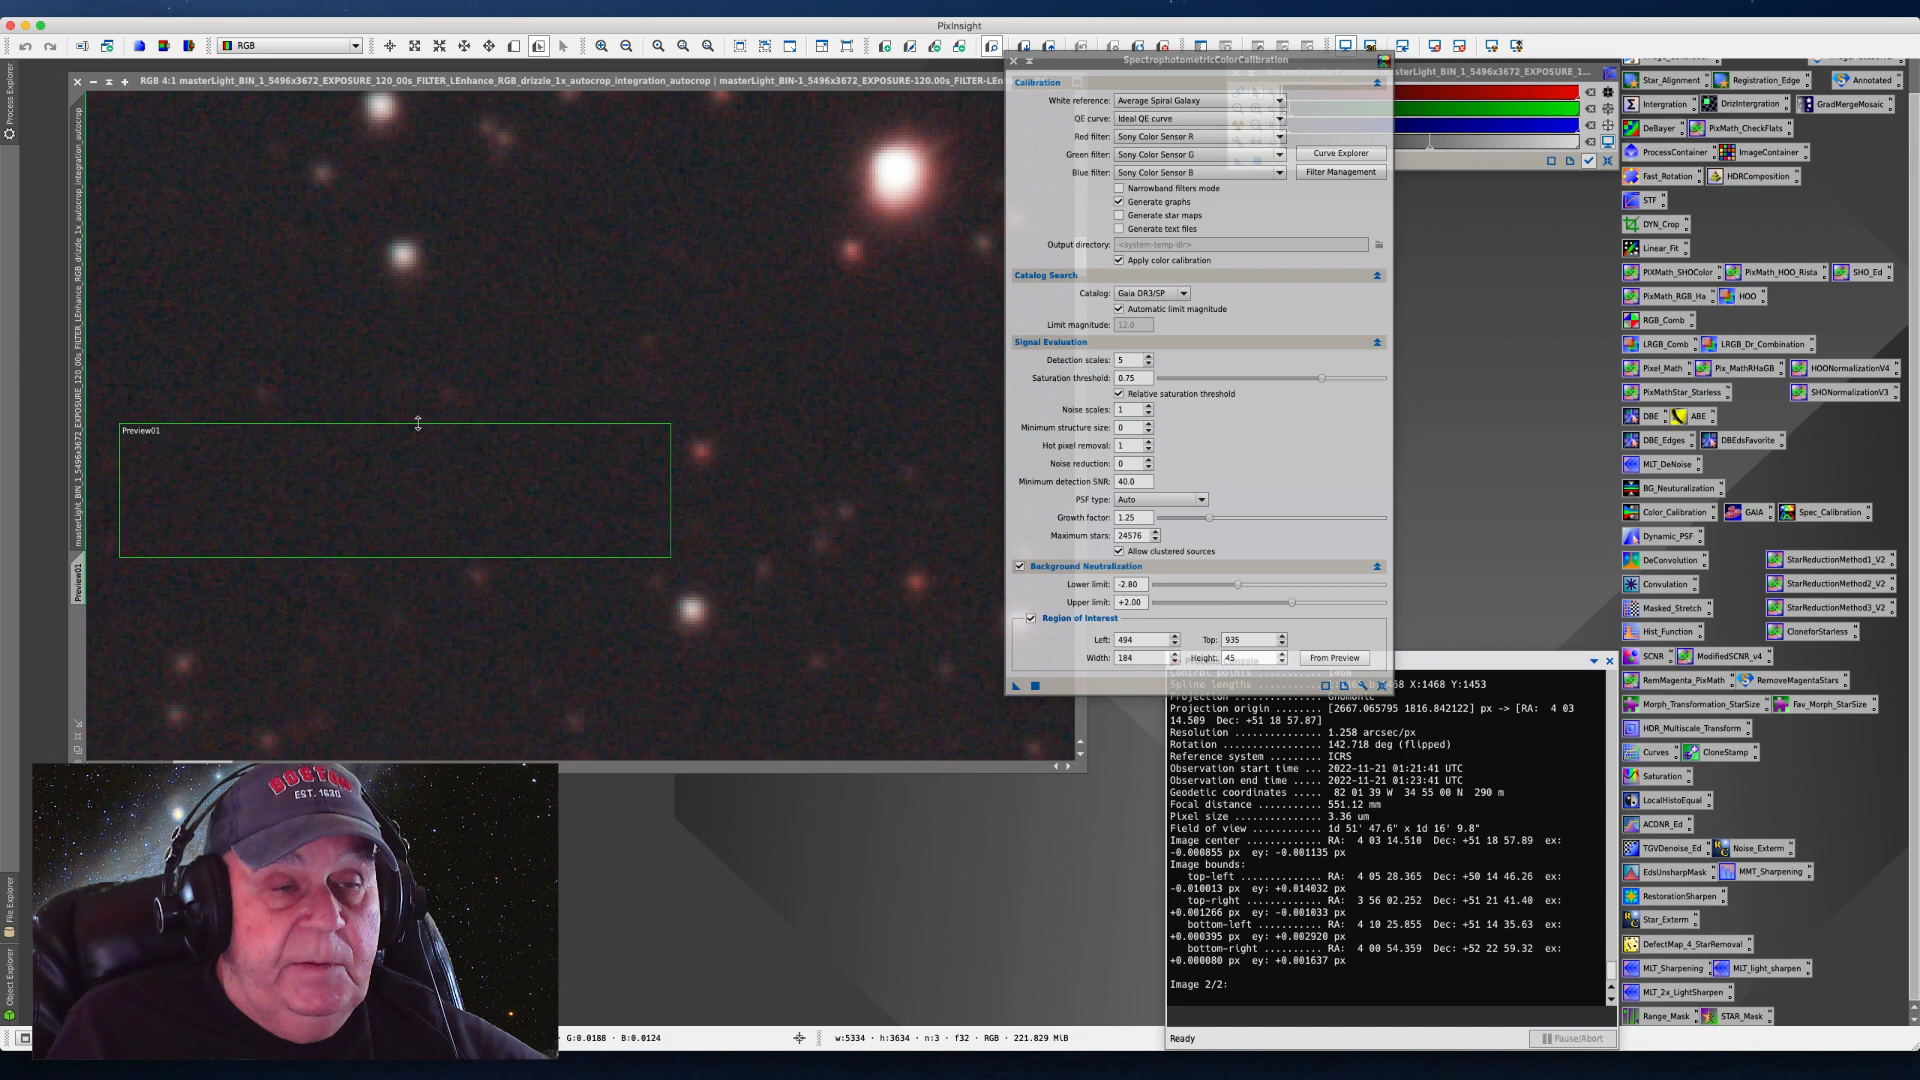 PixInsight
RGB
RGB 4:1 masterLight_BIN_1_5496x3672_EXPOSURE_120_00s_FILTER_LEnhance_RGB_drizzle_1x_autocrop_integration_autocrop | masterLight_BIN-1_5496x3672_EXPOSURE-120.00s_FILTER-LEn
Process Explorer
File Explorer
Object Explorer
masterLight_BIN_1_5496x3672_EXPOSURE_120_00s_FILTER_LEnhance_RGB_drizzle_1x_autocrop_integration_autocrop
Preview01
Preview01
SpectrophotometricColorCalibration
terLight_BIN_1_5496x3672_EXPOSURE_1...
Calibration
White reference: Average Spiral Galaxy
QE curve: Ideal QE curve
Red filter: Sony Color Sensor R
Green filter: Sony Color Sensor G
Curve Explorer
Blue filter: Sony Color Sensor B
Filter Management
Narrowband filters mode
Generate graphs
Generate star maps
Generate text files
Output directory: <system-temp-dir>
Apply color calibration
Catalog Search
Catalog: Gaia DR3/SP
Automatic limit magnitude
Limit magnitude: 12.0
Signal Evaluation
Detection scales: 5
Saturation threshold: 0.75
Relative saturation threshold
Noise scales: 1
Minimum structure size: 0
Hot pixel removal: 1
Noise reduction: 0
Minimum detection SNR: 40.0
PSF type: Auto
Growth factor: 1.25
Maximum stars: 24576
Allow clustered sources
Background Neutralization
Lower limit: -2.80
Upper limit: +2.00
Region of Interest
Left: 494 Top: 935
Width: 184 Height: 45 From Preview
Projection origin ........ [2667.065795 1816.842122] px -> [RA: 4 03
14.509 Dec: +51 18 57.87]
Resolution ............... 1.258 arcsec/px
Rotation ................. 142.718 deg (flipped)
Reference system ......... ICRS
Observation start time ... 2022-11-21 01:21:41 UTC
Observation end time ..... 2022-11-21 01:23:41 UTC
Geodetic coordinates ..... 82 01 39 W 34 55 00 N 290 m
Focal distance ........... 551.12 mm
Pixel size ............... 3.36 um
Field of view ............ 1d 51' 47.6" x 1d 16' 9.8"
Image center ............. RA: 4 03 14.510 Dec: +51 18 57.89 ex:
-0.000855 px ey: -0.001135 px
Image bounds:
top-left ............... RA: 4 05 28.365 Dec: +50 14 46.26 ex:
-0.010013 px ey: +0.014032 px
top-right .............. RA: 3 56 02.252 Dec: +51 21 41.40 ex:
+0.001266 px ey: -0.001033 px
bottom-left ............ RA: 4 10 25.855 Dec: +51 14 35.63 ex:
+0.000395 px ey: +0.002920 px
bottom-right ........... RA: 4 00 54.359 Dec: +52 22 59.32 ex:
+0.000080 px ey: +0.001637 px
Image 2/2:
Ready
Pause/Abort
G:0.0188 · B:0.0124
w:5334 · h:3634 · n:3 · f32 · RGB · 221.829 MiB
BOSTON
EST. 1630
Star_Alignment Registration_Edge Annotated
Intergration DrizIntegration GradMergeMosaic
DeBayer PixMath_CheckFlats
ProcessContainer ImageContainer
Fast_Rotation HDRComposition
STF
DYN_Crop
Linear_Fit
PIXMath_SHOColor PixMath_HOO_Rista SHO_Ed
PixMath_RGB_Ha HOO
RGB_Comb
LRGB_Comb LRGB_Dr_Combination
Pixel_Math Pix_MathRHaGB HOONormalizationV4
PixMathStar_Starless SHONormalizationV3
DBE ABE
DBE_Edges DBEdsFavorite
MLT_DeNoise
BG_Neuturalization
Color_Calibration GAIA Spec_Calibration
Dynamic_PSF
DeConvolution StarReductionMethod1_V2
Convulation StarReductionMethod2_V2
Masked_Stretch StarReductionMethod3_V2
Hist_Function CloneforStarless
SCNR ModifiedSCNR_v4
RemMagenta_PixMath RemoveMagentaStars
Morph_Transformation_StarSize Fav_Morph_StarSize
HDR_Multiscale_Transform
Curves CloneStamp
Saturation
LocalHistoEqual
ACDNR_Ed
TGVDenoise_Ed Noise_Exterm
EdsUnsharpMask MMT_Sharpening
RestorationSharpen
Star_Exterm
DefectMap_4_StarRemoval
MLT_Sharpening MLT_light_sharpen
MLT_2x_LightSharpen
Range_Mask STAR_Mask